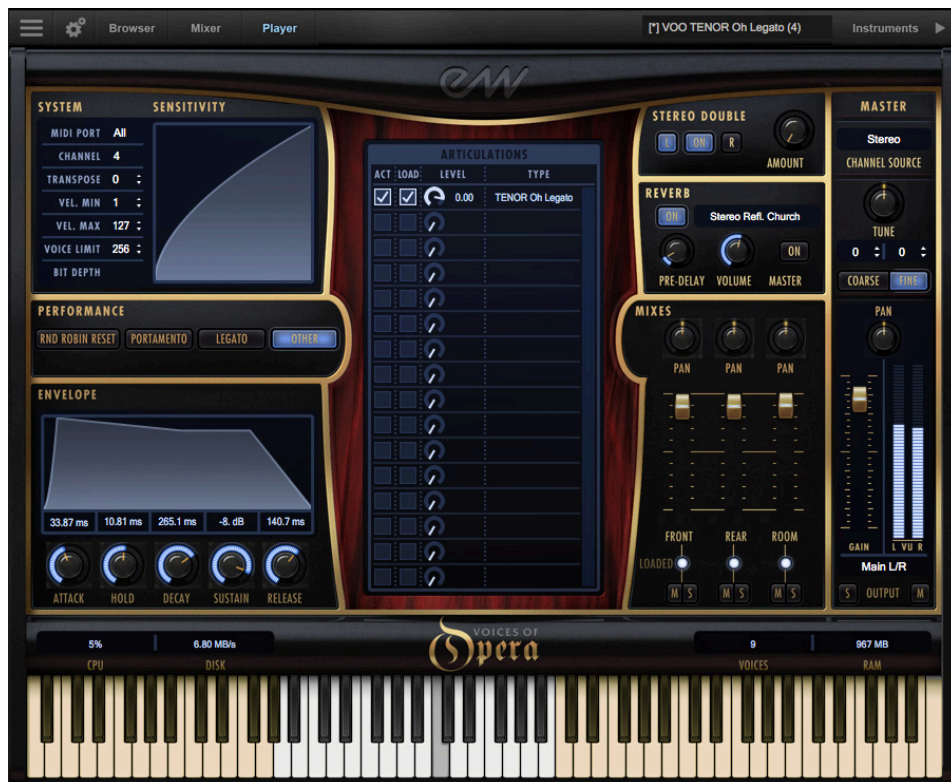 Browser Mixer Player [*] VOO TENOR Oh Legato (4) Instruments
EW
SYSTEM
MIDI PORT All
CHANNEL 4
TRANSPOSE 0
VEL. MIN 1
VEL. MAX 127
VOICE LIMIT 256
BIT DEPTH
SENSITIVITY
PERFORMANCE
RND ROBIN RESET PORTAMENTO LEGATO OTHER
ENVELOPE
33.87 ms 10.81 ms 265.1 ms -8. dB 140.7 ms
ATTACK HOLD DECAY SUSTAIN RELEASE
ARTICULATIONS
ACT LOAD LEVEL TYPE
0.00 TENOR Oh Legato
STEREO DOUBLE
L ON R
AMOUNT
REVERB
ON Stereo Refl. Church
ON
PRE-DELAY VOLUME MASTER
MIXES
PAN PAN PAN
FRONT REAR ROOM
LOADED
M S M S M S
MASTER
Stereo
CHANNEL SOURCE
TUNE
0 0
COARSE FINE
PAN
GAIN L VU R
Main L/R
S OUTPUT M
5% 6.80 MB/s
CPU DISK
VOICES OF
Opera
9 967 MB
VOICES RAM